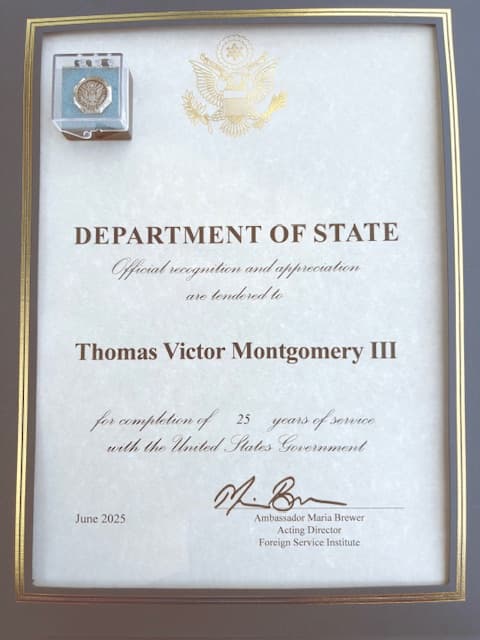 DEPARTMENT OF STATE
Official recognition and appreciation
are tendered to
Thomas Victor Montgomery III
for completion of 25 years of service
with the United States Government
June 2025
Ambassador Maria Brewer
Acting Director
Foreign Service Institute